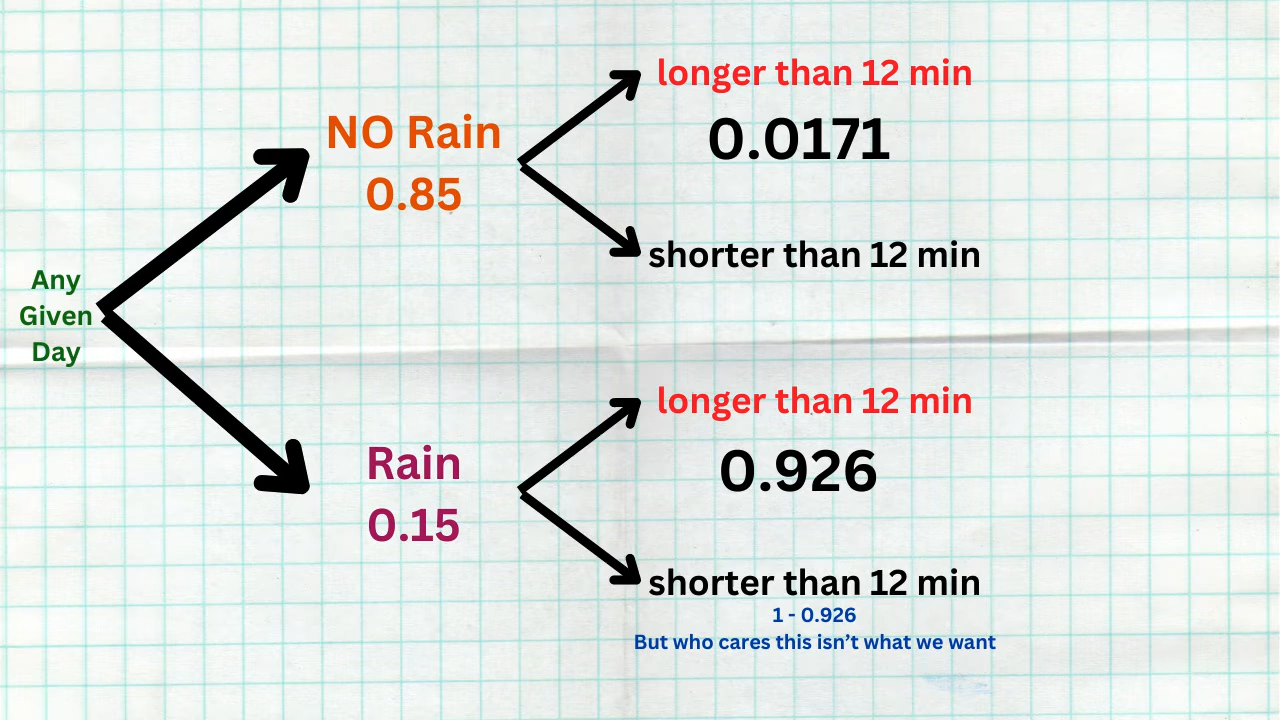 Any
Given
Day
NO Rain
0.85
longer than 12 min
0.0171
shorter than 12 min
Rain
0.15
longer than 12 min
0.926
shorter than 12 min
1 - 0.926
But who cares this isn’t what we want